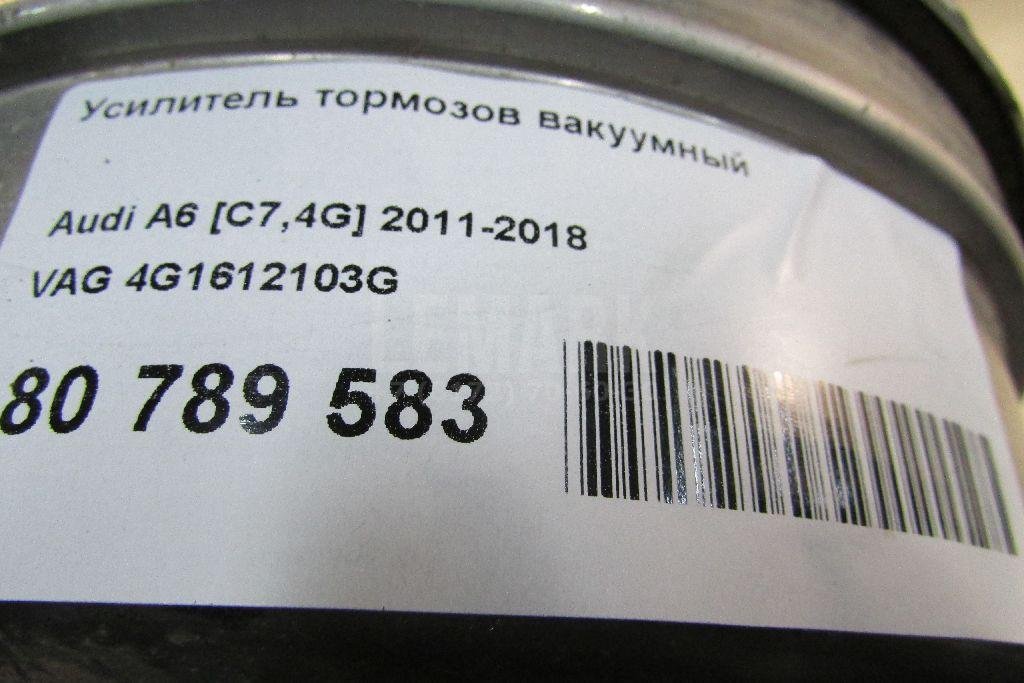 Усилитель тормозов вакуумный
Audi A6 [C7,4G] 2011-2018
VAG 4G1612103G
80 789 583